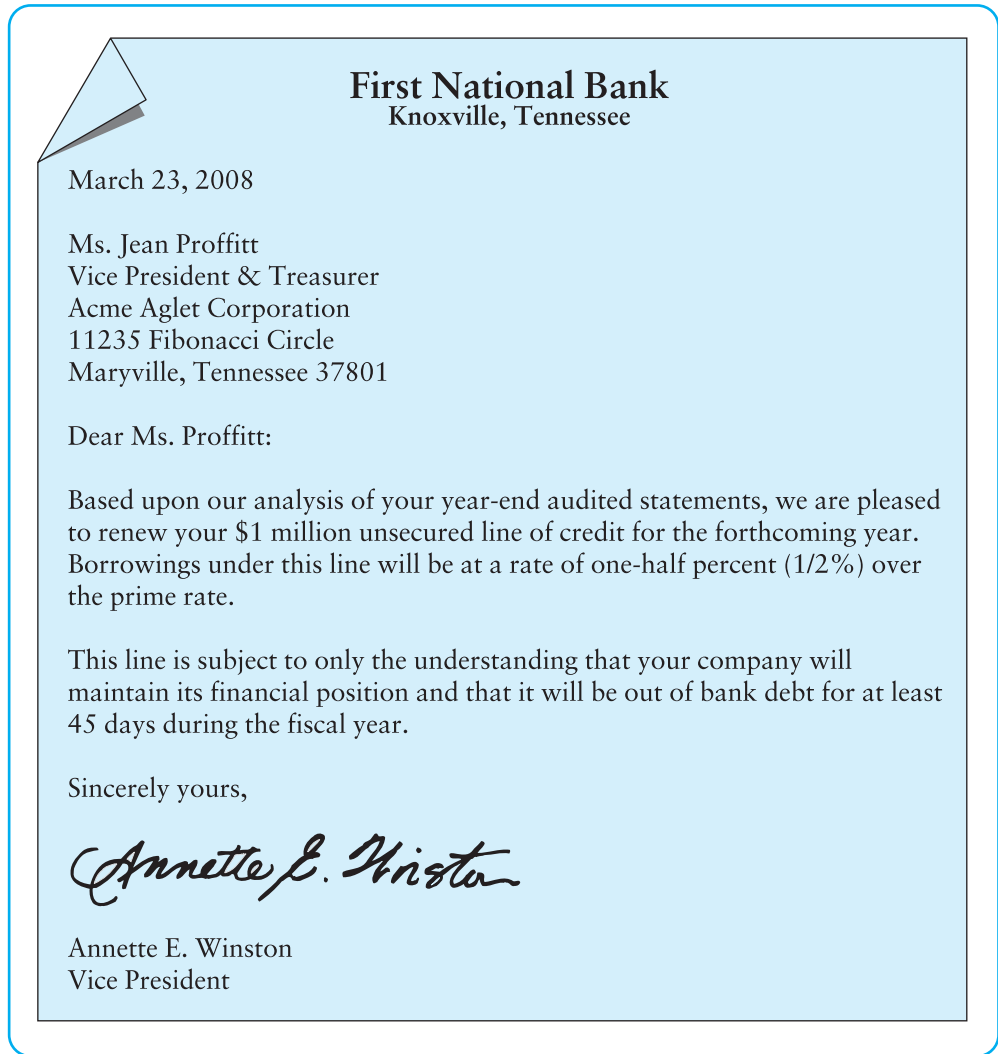 First National Bank
Knoxville, Tennessee
March 23, 2008
Ms. Jean Proffitt
Vice President & Treasurer
Acme Aglet Corporation
11235 Fibonacci Circle
Maryville, Tennessee 37801
Dear Ms. Proffitt:
Based upon our analysis of your year-end audited statements, we are pleased
to renew your $1 million unsecured line of credit for the forthcoming year.
Borrowings under this line will be at a rate of one-half percent (1/2%) over
the prime rate.
This line is subject to only the understanding that your company will
maintain its financial position and that it will be out of bank debt for at least
45 days during the fiscal year.
Sincerely yours,
Annette E. Winston
Annette E. Winston
Vice President